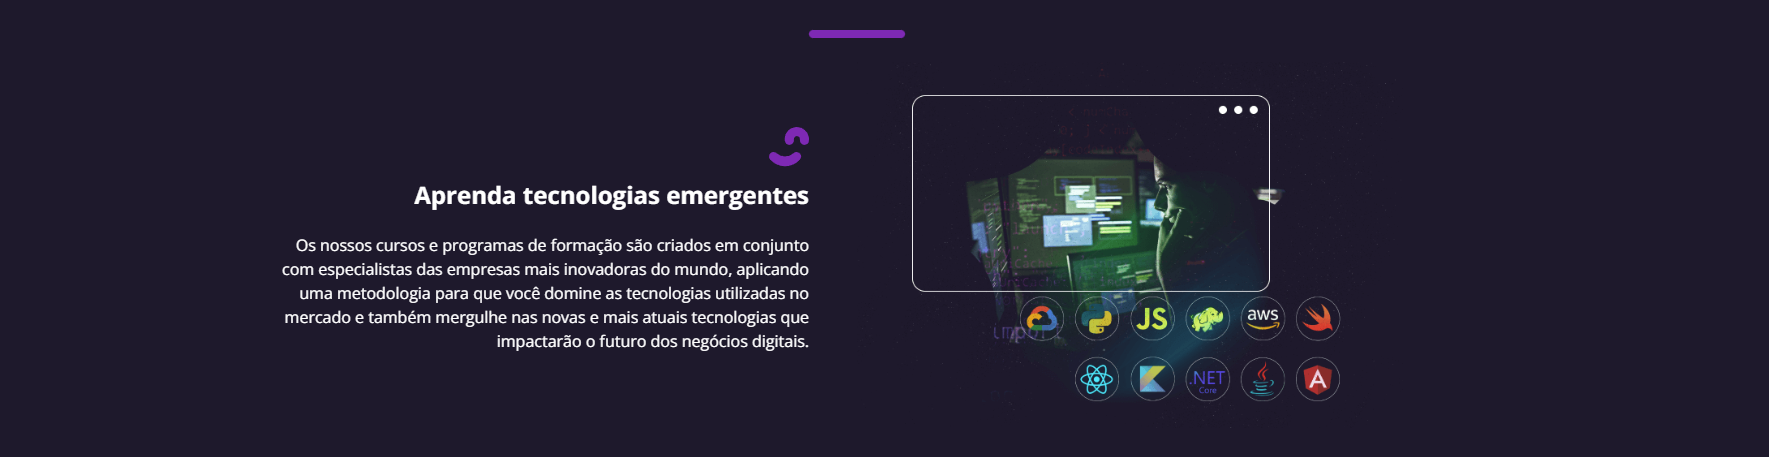 Aprenda tecnologias emergentes
Os nossos cursos e programas de formação são criados em conjunto
com especialistas das empresas mais inovadoras do mundo, aplicando
uma metodologia para que você domine as tecnologias utilizadas no
mercado e também mergulhe nas novas e mais atuais tecnologias que
impactarão o futuro dos negócios digitais.
import
JS
aws
.NET
Core
A